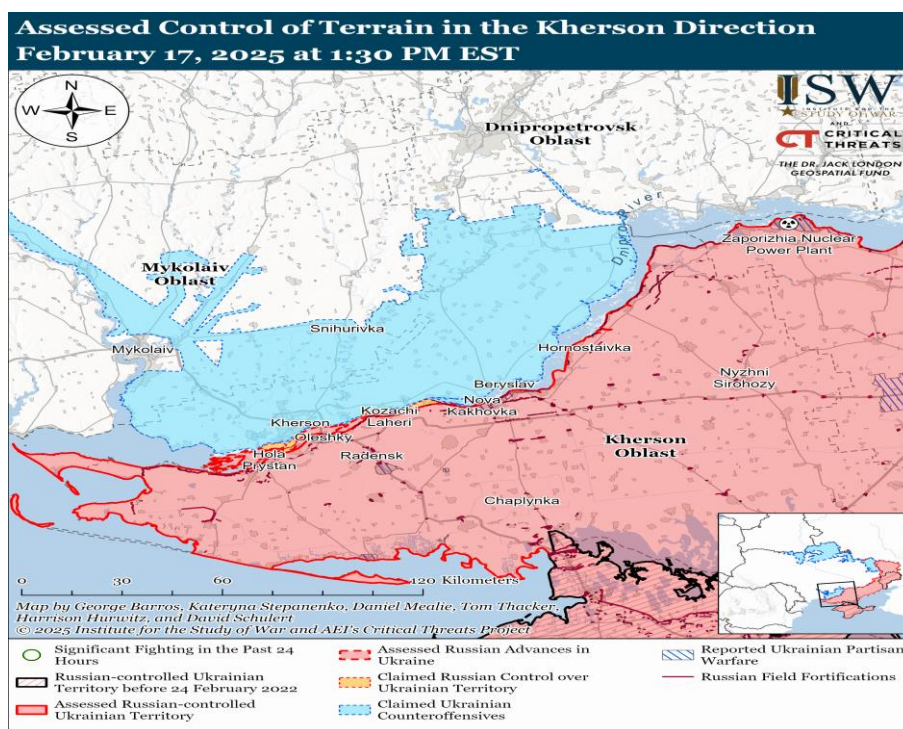 Assessed Control of Terrain in the Kherson Direction
February 17, 2025 at 1:30 PM EST
N
W E
S
ISW
INSTITUTE FOR THE
STUDY OF WAR
AND
CT CRITICAL
THREATS
THE DR. JACK LONDON
GEOSPATIAL FUND
Dnipropetrovsk
Oblast
Dnipro River
Zaporizhia Nuclear
Power Plant
Mykolaiv
Oblast
Snihurivka
Mykolaiv
Hornostaivka
Nyzhni
Sirohozy
Beryslav
Nova
Kakhovka
Kozachi
Laheri
Kherson
Oleshky
Kherson
Oblast
Hola
Prystan
Radensk
Chaplynka
0 30 60 120 Kilometers
Map by George Barros, Kateryna Stepanenko, Daniel Mealie, Tom Thacker,
Harrison Hurwitz, and David Schulert
© 2025 Institute for the Study of War and AEI's Critical Threats Project
Significant Fighting in the Past 24
Hours
Russian-controlled Ukrainian
Territory before 24 February 2022
Assessed Russian-controlled
Ukrainian Territory
Assessed Russian Advances in
Ukraine
Claimed Russian Control over
Ukrainian Territory
Claimed Ukrainian
Counteroffensives
Reported Ukrainian Partisan
Warfare
Russian Field Fortifications